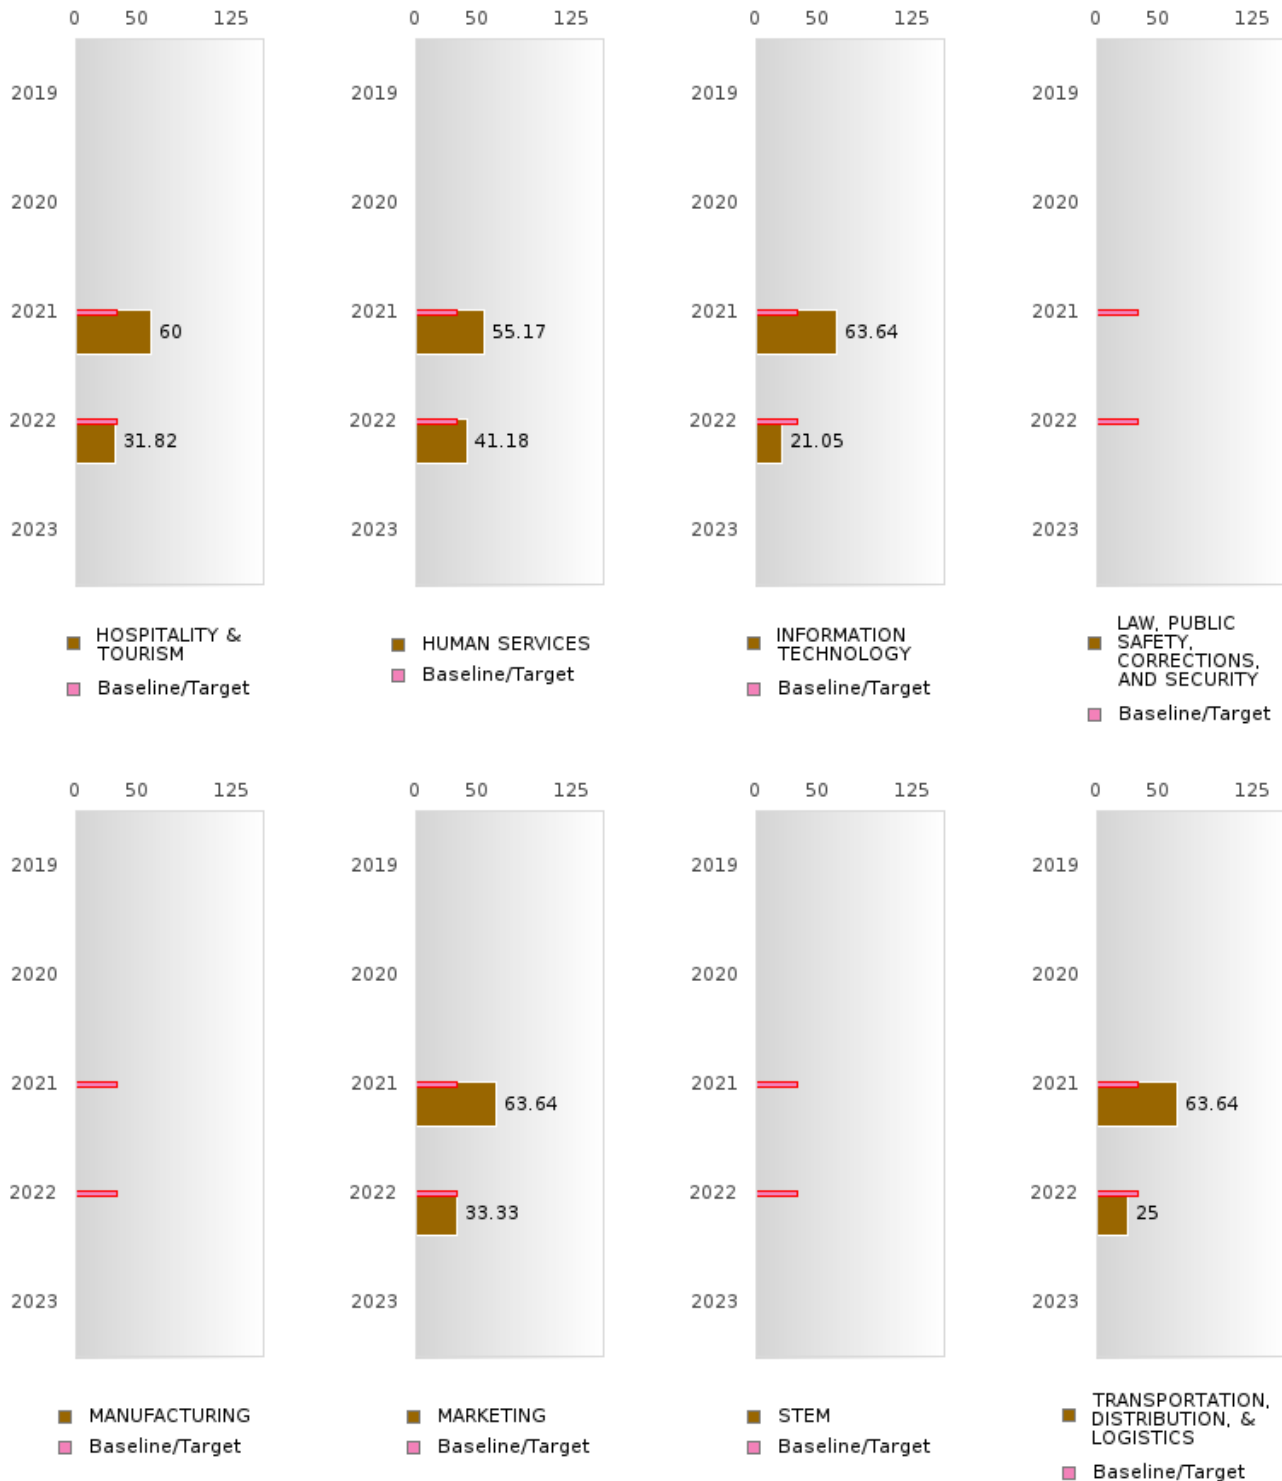 0 50 125
2019
2020
2021
60
2022
31.82
2023
HOSPITALITY &
TOURISM
Baseline/Target
0 50 125
2019
2020
2021
55.17
2022
41.18
2023
HUMAN SERVICES
Baseline/Target
0 50 125
2019
2020
2021
63.64
2022
21.05
2023
INFORMATION
TECHNOLOGY
Baseline/Target
0 50 125
2019
2020
2021
2022
2023
LAW, PUBLIC
SAFETY,
CORRECTIONS,
AND SECURITY
Baseline/Target
0 50 125
2019
2020
2021
2022
2023
MANUFACTURING
Baseline/Target
0 50 125
2019
2020
2021
63.64
2022
33.33
2023
MARKETING
Baseline/Target
0 50 125
2019
2020
2021
2022
2023
STEM
Baseline/Target
0 50 125
2019
2020
2021
63.64
2022
25
2023
TRANSPORTATION,
DISTRIBUTION, &
LOGISTICS
Baseline/Target